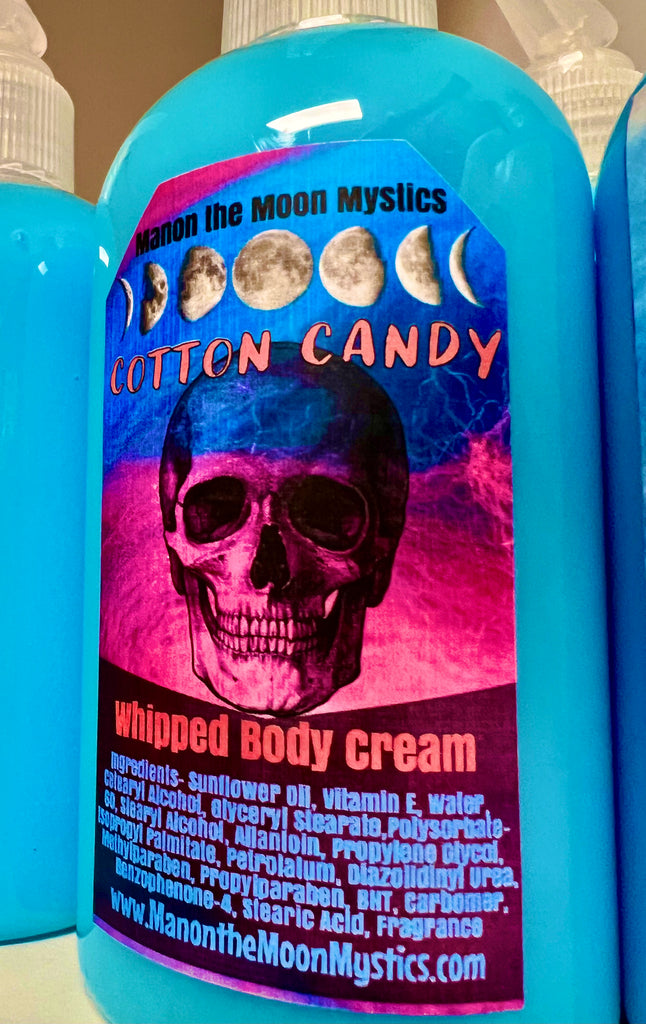 Manon the Moon Mystics
COTTON CANDY
Whipped Body Cream
Ingredients- Sunflower Oil, Vitamin E, Water,
Cetearyl Alcohol, Glyceryl Stearate,Polysorbate-
60, Stearyl Alcohol, Allantoin, Propylene Glycol,
Isopropyl Palmitate, Petrolatum, Diazolidinyl Urea,
Methylparaben, Propylparaben, BHT, Carbomer,
Benzophenone-4, Stearic Acid, Fragrance
www.ManontheMoonMystics.com